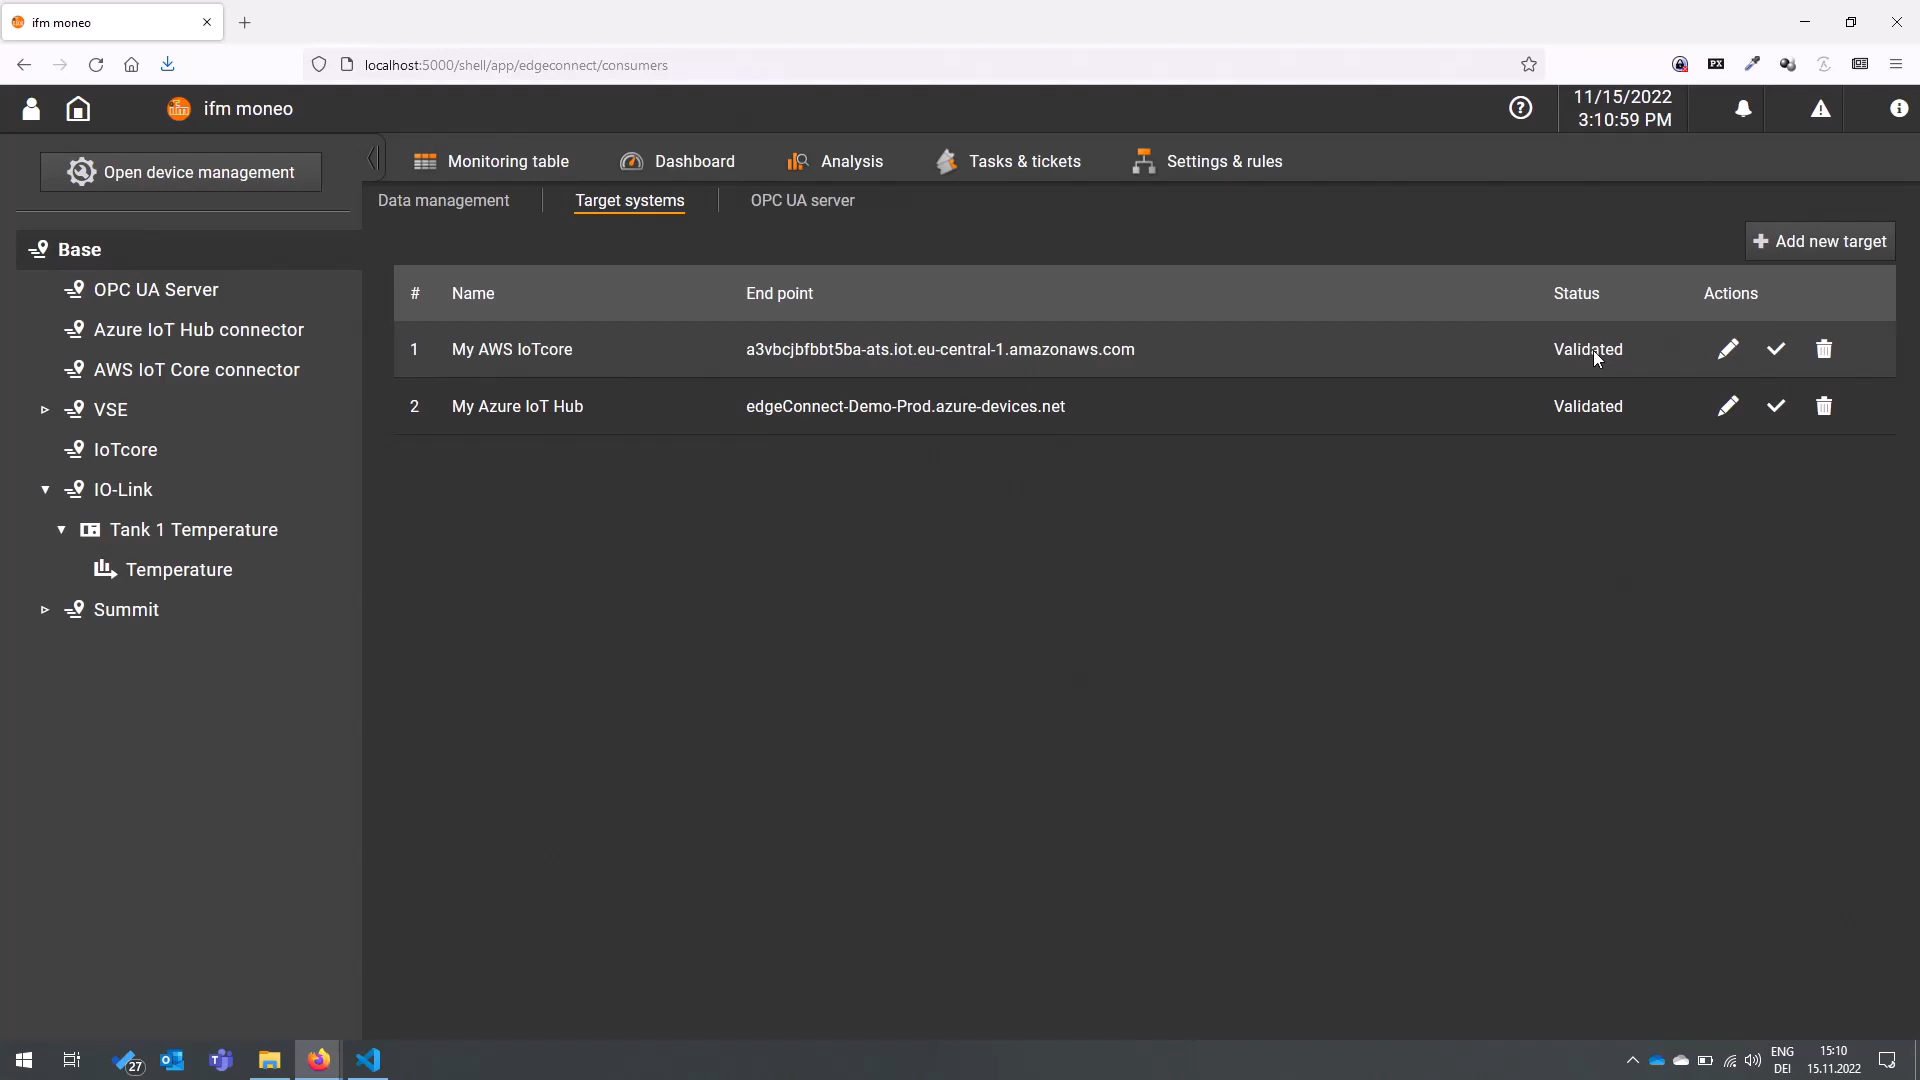 ifm moneo
localhost:5000/shell/app/edgeconnect/consumers
PX
ifm moneo
11/15/2022
3:10:59 PM
Open device management
Monitoring table
Dashboard
Analysis
Tasks & tickets
Settings & rules
Data management
Target systems
OPC UA server
Add new target
Base
OPC UA Server
Azure IoT Hub connector
AWS IoT Core connector
VSE
IoTcore
IO-Link
Tank 1 Temperature
Temperature
Summit
# Name End point Status Actions
1 My AWS IoTcore a3vbcjbfbbt5ba-ats.iot.eu-central-1.amazonaws.com Validated
2 My Azure IoT Hub edgeConnect-Demo-Prod.azure-devices.net Validated
27
ENG
DEI
15:10
15.11.2022